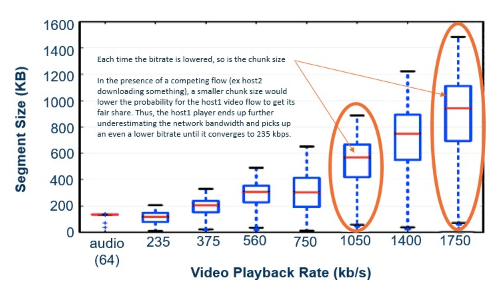 1600
1400
1200
1000
800
600
400
200
0
Segment Size (KB)
Each time the bitrate is lowered, so is the chunk size
In the presence of a competing flow (ex host2
downloading something), a smaller chunk size would
lower the probability for the host1 video flow to get its
fair share. Thus, the host1 player ends up further
underestimating the network bandwidth and picks up
an even a lower bitrate until it converges to 235 kbps.
audio 235 375 560 750 1050 1400 1750
(64)
Video Playback Rate (kb/s)